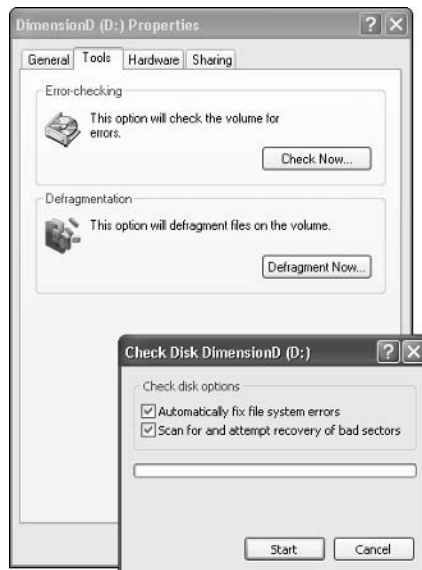 DimensionD (D:) Properties
General Tools Hardware Sharing
Error-checking
This option will check the volume for
errors.
Check Now...
Defragmentation
This option will defragment files on the volume.
Defragment Now...
Check Disk DimensionD (D:)
Check disk options
Automatically fix file system errors
Scan for and attempt recovery of bad sectors
Start Cancel